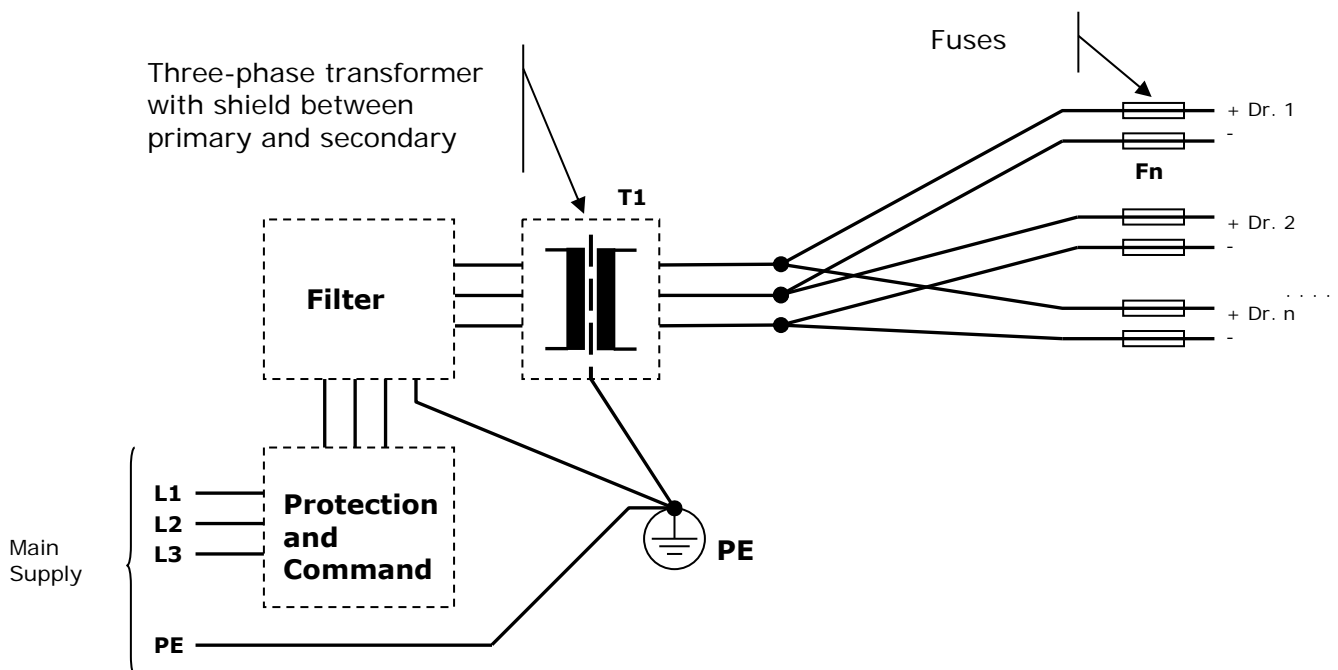 Three-phase transformer
with shield between
primary and secondary
Fuses
+ Dr. 1
-
Fn
T1
+ Dr. 2
-
Filter
. . . .
+ Dr. n
-
L1
L2
L3
Protection
and
Command
Main
Supply
PE
PE